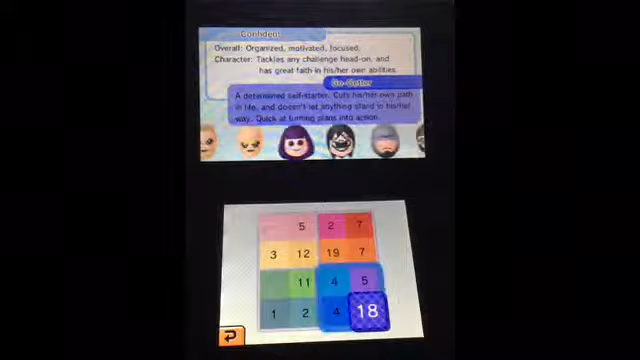 Confident
Overall: Organized, motivated, focused.
Character: Tackles any challenge head-on, and
has great faith in his/her own abilities.
Go-Getter
A determined self-starter. Cuts his/her own path
in life, and doesn't let anything stand in his/her
way. Quick at turning plans into action.
5 2 7
3 12 19 7
11 4 5
1 2 4 18